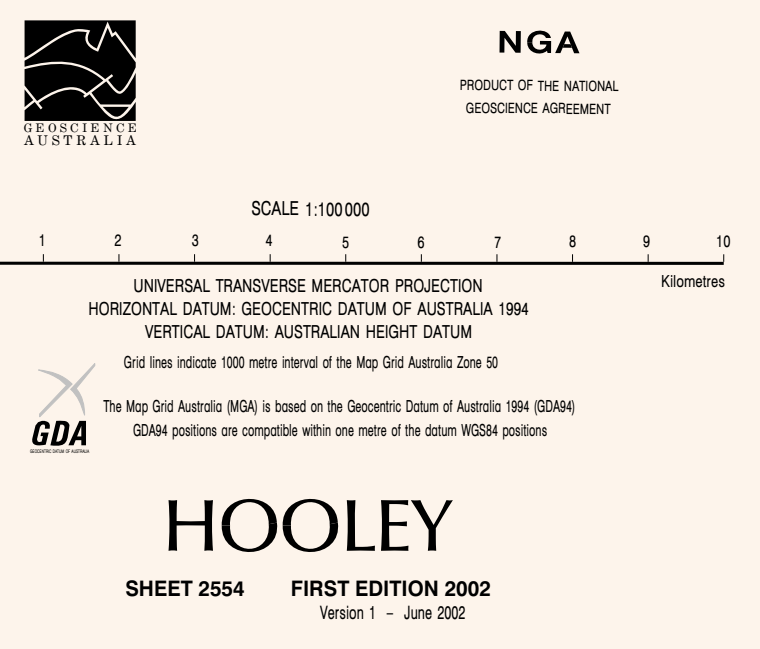 GEOSCIENCE
AUSTRALIA
NGA
PRODUCT OF THE NATIONAL
GEOSCIENCE AGREEMENT
SCALE 1:100 000
1 2 3 4 5 6 7 8 9 10
Kilometres
UNIVERSAL TRANSVERSE MERCATOR PROJECTION
HORIZONTAL DATUM: GEOCENTRIC DATUM OF AUSTRALIA 1994
VERTICAL DATUM: AUSTRALIAN HEIGHT DATUM
Grid lines indicate 1000 metre interval of the Map Grid Australia Zone 50
The Map Grid Australia (MGA) is based on the Geocentric Datum of Australia 1994 (GDA94)
GDA94 positions are compatible within one metre of the datum WGS84 positions
GDA
GEOCENTRIC DATUM OF AUSTRALIA
HOOLEY
SHEET 2554 FIRST EDITION 2002
Version 1 – June 2002